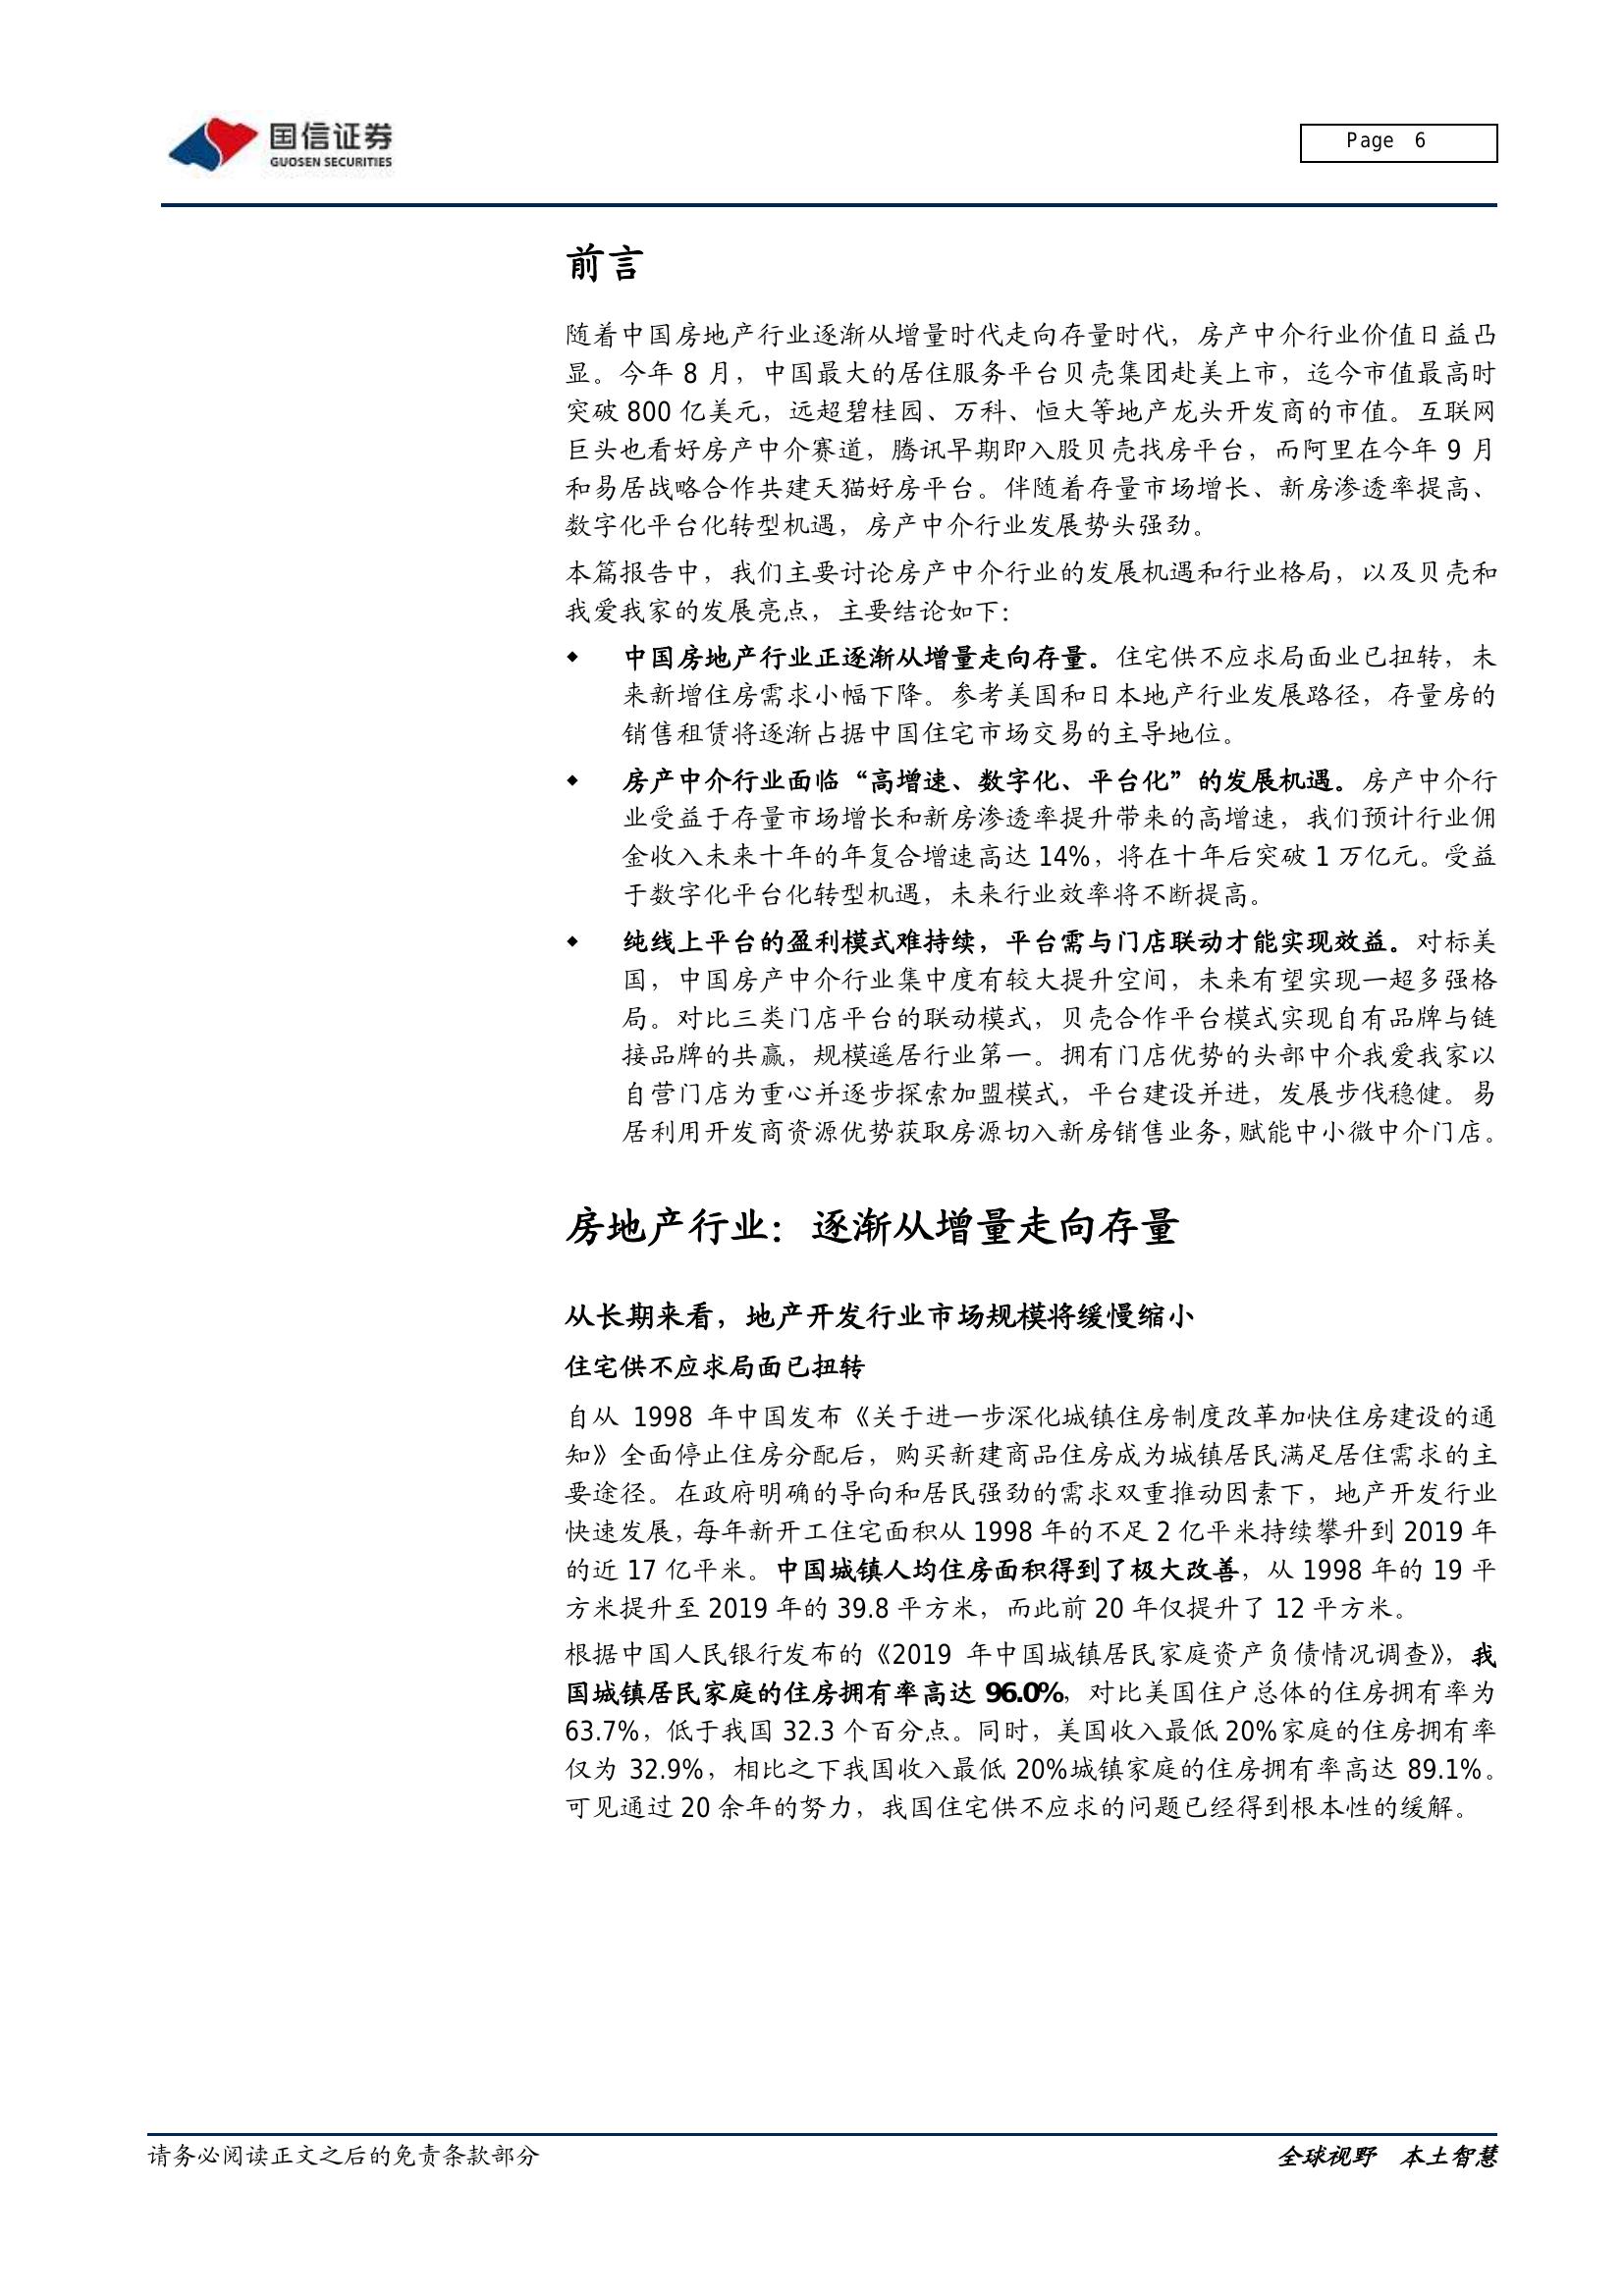 国信证券
GUOSEN SECURITIES
Page 6
前言
随着中国房地产行业逐渐从增量时代走向存量时代，房产中介行业价值日益凸
显。今年 8 月，中国最大的居住服务平台贝壳集团赴美上市，迄今市值最高时
突破 800 亿美元，远超碧桂园、万科、恒大等地产龙头开发商的市值。互联网
巨头也看好房产中介赛道，腾讯早期即入股贝壳找房平台，而阿里在今年 9 月
和易居战略合作共建天猫好房平台。伴随着存量市场增长、新房渗透率提高、
数字化平台化转型机遇，房产中介行业发展势头强劲。
本篇报告中，我们主要讨论房产中介行业的发展机遇和行业格局，以及贝壳和
我爱我家的发展亮点，主要结论如下：
◆ 中国房地产行业正逐渐从增量走向存量。住宅供不应求局面业已扭转，未
来新增住房需求小幅下降。参考美国和日本地产行业发展路径，存量房的
销售租赁将逐渐占据中国住宅市场交易的主导地位。
◆ 房产中介行业面临“高增速、数字化、平台化”的发展机遇。房产中介行
业受益于存量市场增长和新房渗透率提升带来的高增速，我们预计行业佣
金收入未来十年的年复合增速高达 14%，将在十年后突破 1 万亿元。受益
于数字化平台化转型机遇，未来行业效率将不断提高。
◆ 纯线上平台的盈利模式难持续，平台需与门店联动才能实现效益。对标美
国，中国房产中介行业集中度有较大提升空间，未来有望实现一超多强格
局。对比三类门店平台的联动模式，贝壳合作平台模式实现自有品牌与链
接品牌的共赢，规模遥居行业第一。拥有门店优势的头部中介我爱我家以
自营门店为重心并逐步探索加盟模式，平台建设并进，发展步伐稳健。易
居利用开发商资源优势获取房源切入新房销售业务，赋能中小微中介门店。
房地产行业：逐渐从增量走向存量
从长期来看，地产开发行业市场规模将缓慢缩小
住宅供不应求局面已扭转
自从 1998 年中国发布《关于进一步深化城镇住房制度改革加快住房建设的通
知》全面停止住房分配后，购买新建商品住房成为城镇居民满足居住需求的主
要途径。在政府明确的导向和居民强劲的需求双重推动因素下，地产开发行业
快速发展，每年新开工住宅面积从 1998 年的不足 2 亿平米持续攀升到 2019 年
的近 17 亿平米。中国城镇人均住房面积得到了极大改善，从 1998 年的 19 平
方米提升至 2019 年的 39.8 平方米，而此前 20 年仅提升了 12 平方米。
根据中国人民银行发布的《2019 年中国城镇居民家庭资产负债情况调查》，我
国城镇居民家庭的住房拥有率高达 96.0%，对比美国住户总体的住房拥有率为
63.7%，低于我国 32.3 个百分点。同时，美国收入最低 20%家庭的住房拥有率
仅为 32.9%，相比之下我国收入最低 20%城镇家庭的住房拥有率高达 89.1%。
可见通过 20 余年的努力，我国住宅供不应求的问题已经得到根本性的缓解。
请务必阅读正文之后的免责条款部分
全球视野 本土智慧